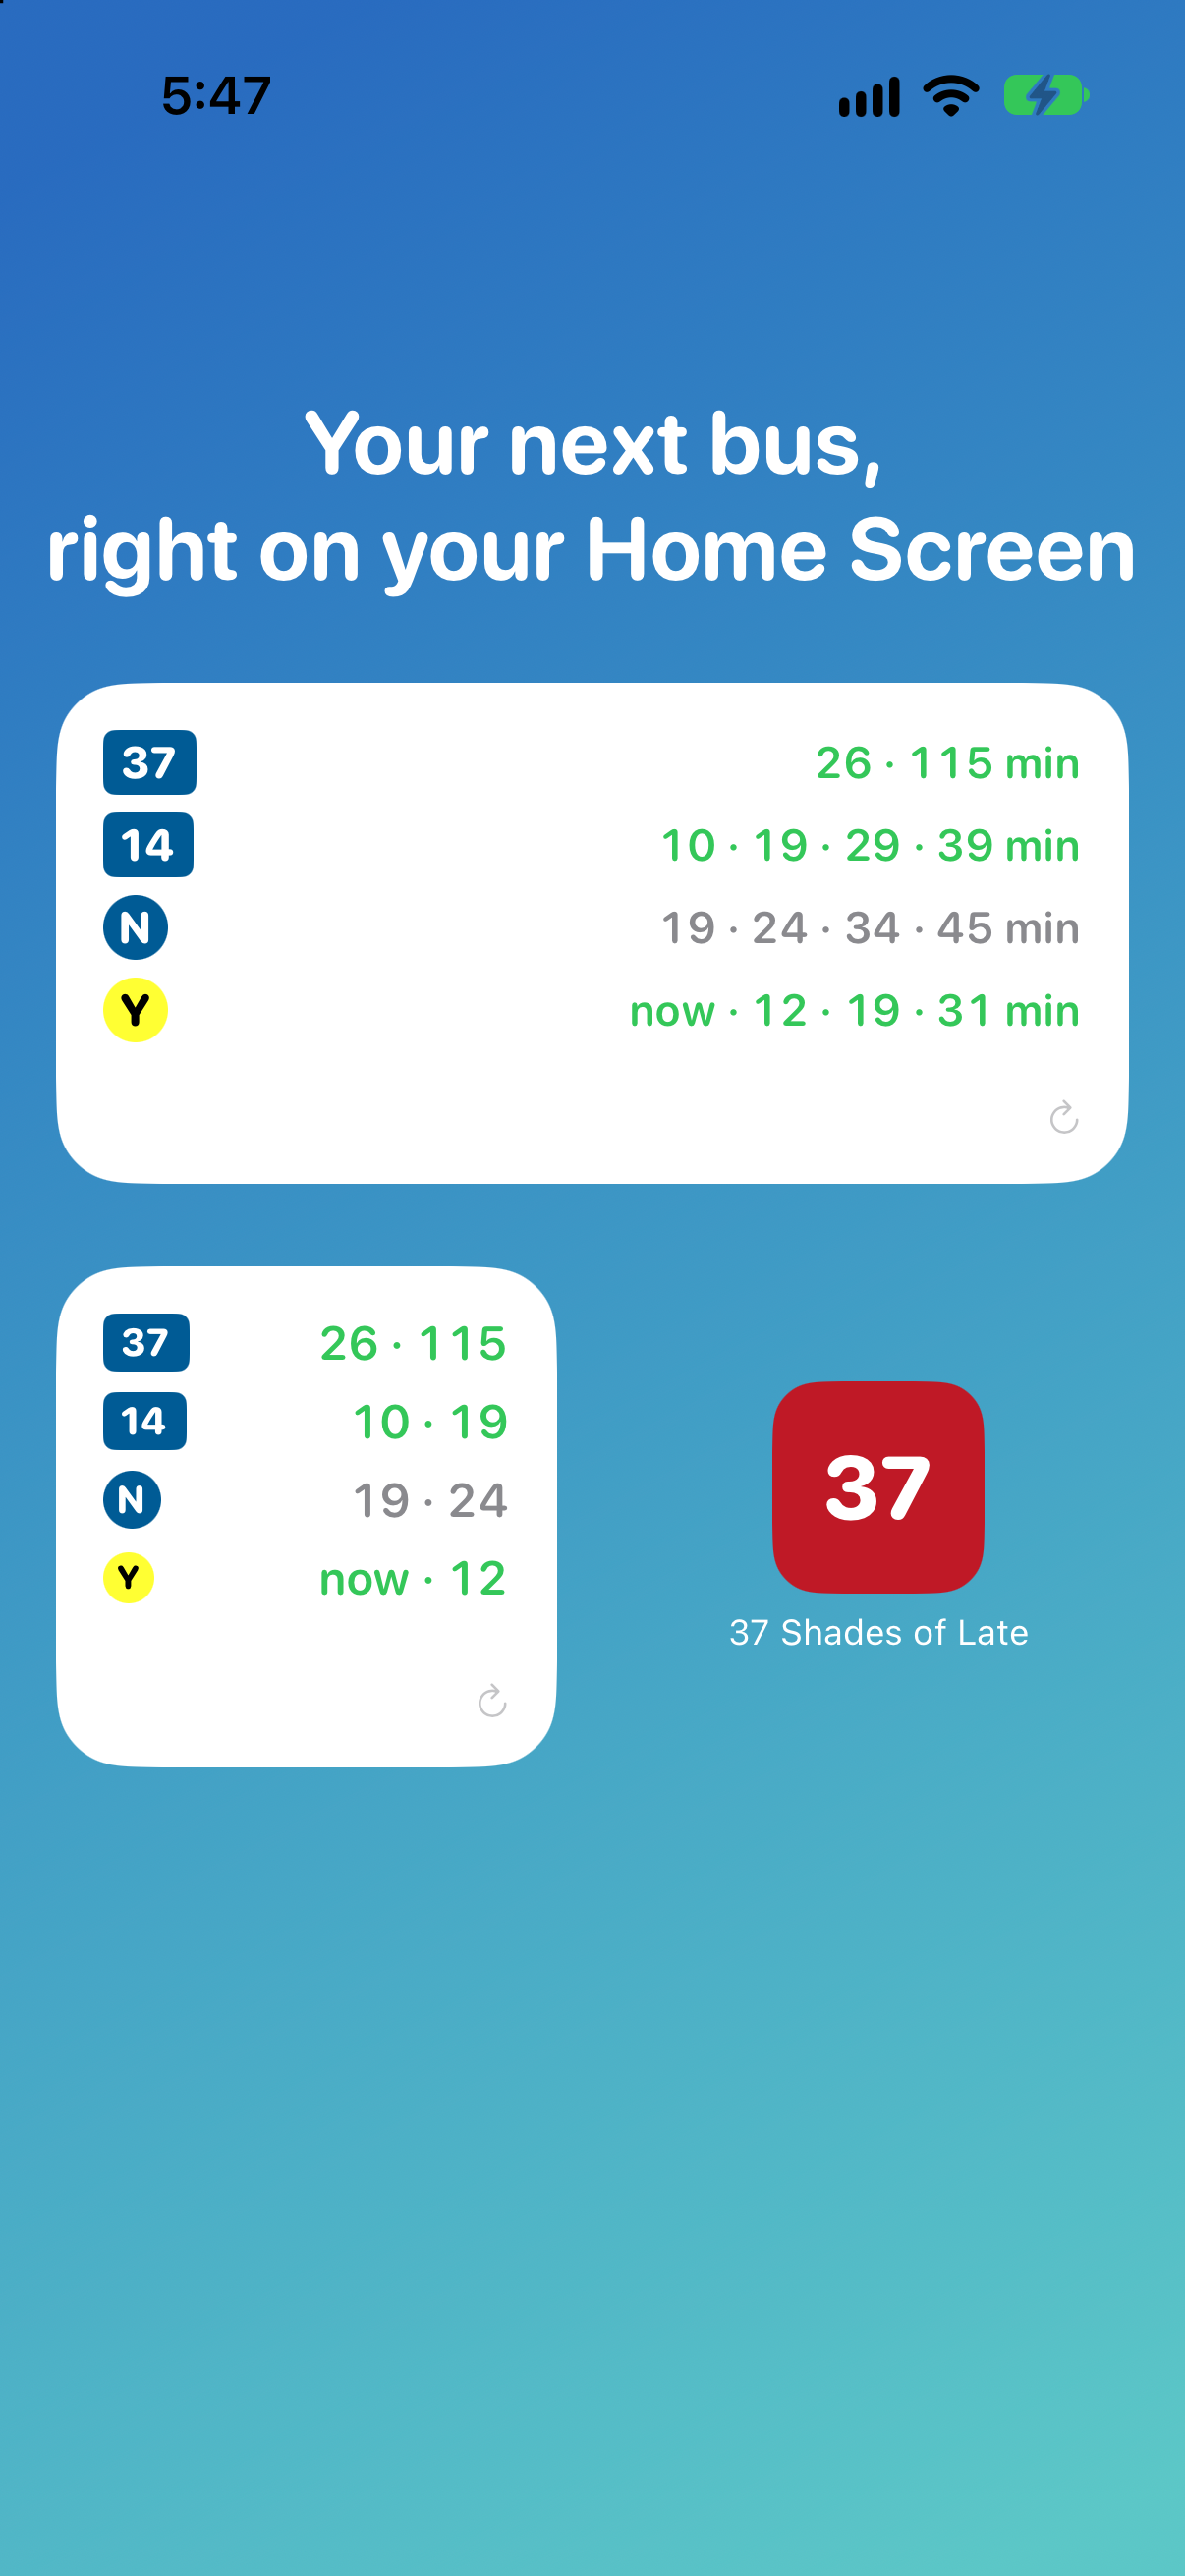 5:47
Your next bus,
right on your Home Screen
37 26 · 115 min
14 10 · 19 · 29 · 39 min
N 19 · 24 · 34 · 45 min
Y now · 12 · 19 · 31 min
37 26 · 115
14 10 · 19
N 19 · 24
Y now · 12
37
37 Shades of Late